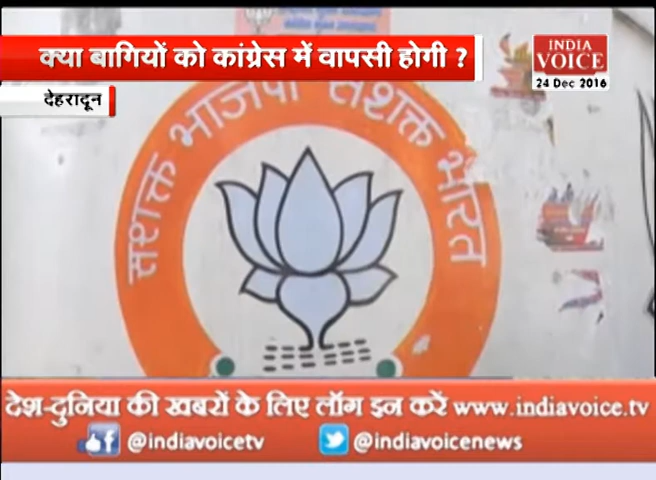 क्या बागियों को कांग्रेस में वापसी होगी ?
देहरादून
INDIA
VOICE
24 Dec 2016
सशक्त भाजपा सशक्त भारत
देश-दुनिया की खबरों के लिए लॉग इन करें www.indiavoice.tv
@indiavoicetv @indiavoicenews